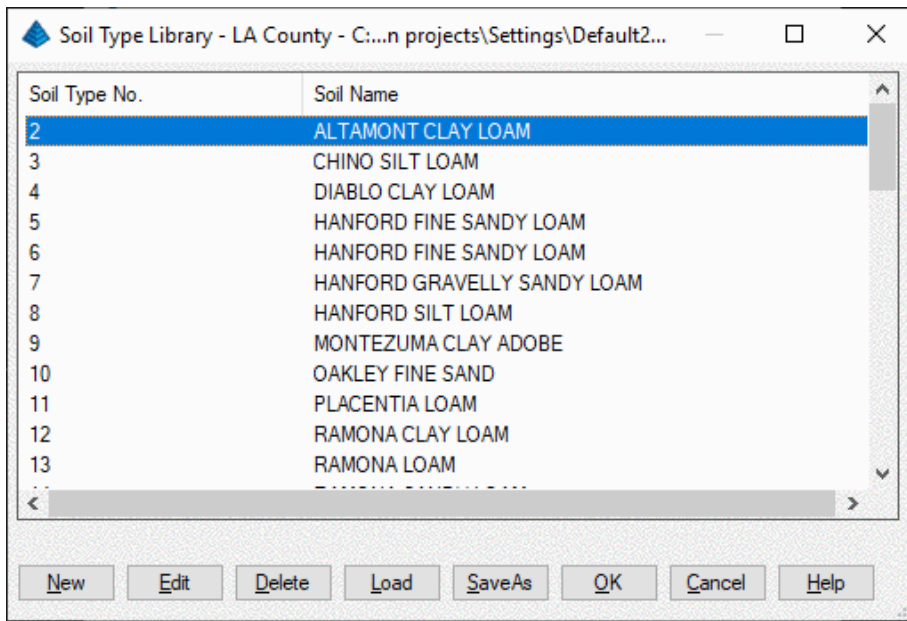 Soil Type Library - LA County - C:...n projects\Settings\Default2...
Soil Type No. Soil Name
2 ALTAMONT CLAY LOAM
3 CHINO SILT LOAM
4 DIABLO CLAY LOAM
5 HANFORD FINE SANDY LOAM
6 HANFORD FINE SANDY LOAM
7 HANFORD GRAVELLY SANDY LOAM
8 HANFORD SILT LOAM
9 MONTEZUMA CLAY ADOBE
10 OAKLEY FINE SAND
11 PLACENTIA LOAM
12 RAMONA CLAY LOAM
13 RAMONA LOAM
New Edit Delete Load SaveAs OK Cancel Help